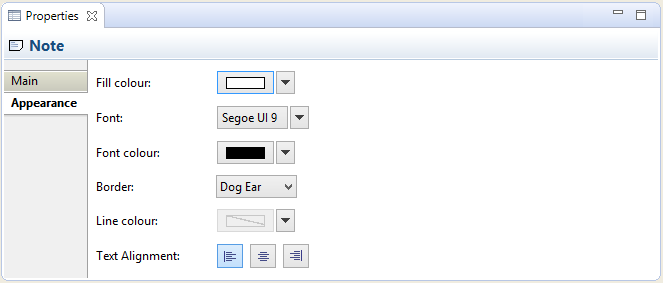 Properties
Note
Main
Appearance
Fill colour:
Font: Segoe UI 9
Font colour:
Border: Dog Ear
Line colour:
Text Alignment: